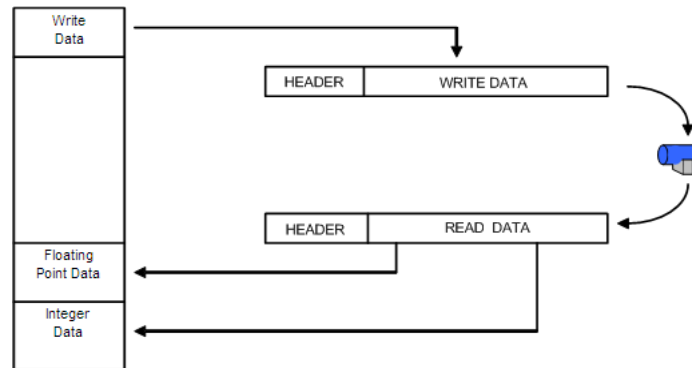 Write
Data
HEADER
WRITE DATA
HEADER
READ DATA
Floating
Point Data
Integer
Data